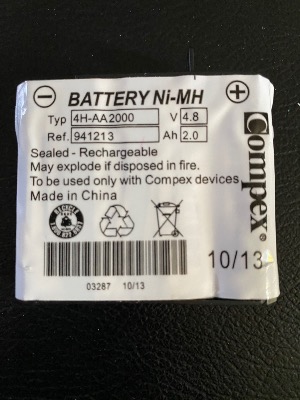 BATTERY Ni-MH
Typ 4H-AA2000 V 4.8
Ref. 941213 Ah 2.0
Sealed - Rechargeable
May explode if disposed in fire.
To be used only with Compex devices
Made in China
Compex®
10/13
03287 10/13